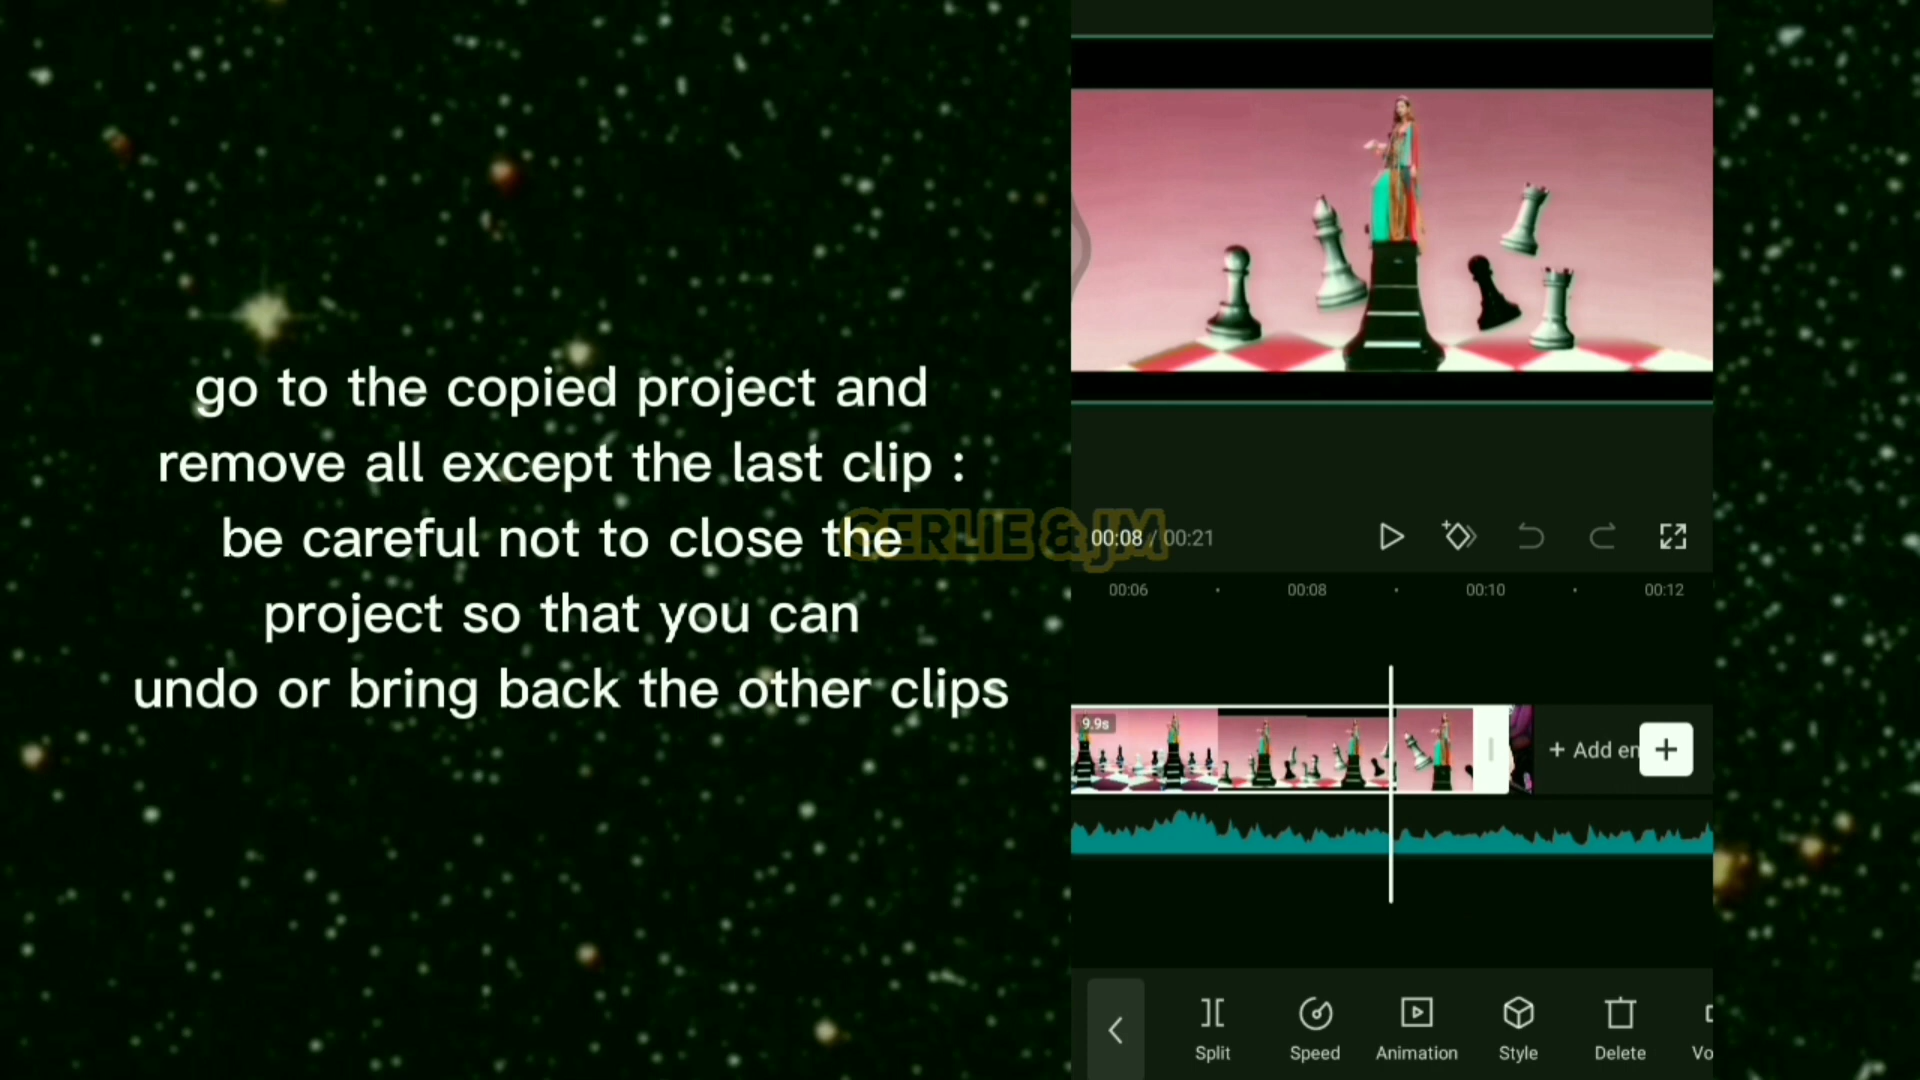 go to the copied project and
remove all except the last clip :
be careful not to close the
project so that you can
undo or bring back the other clips
GERLIE & JM
00:08 / 00:21
00:06
00:08
00:10
00:12
9.9s
+ Add en
+
Split
Speed
Animation
Style
Delete
Vo